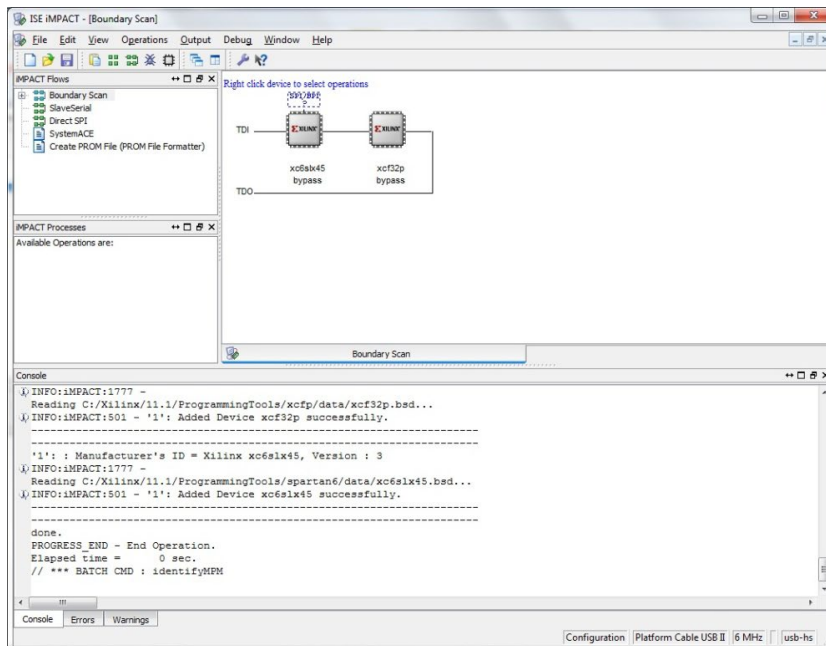 ISE iMPACT - [Boundary Scan]
File Edit View Operations Output Debug Window Help
iMPACT Flows
Boundary Scan
SlaveSerial
Direct SPI
SystemACE
Create PROM File (PROM File Formatter)
Right click device to select operations
SPI/BPI
?
TDI
XILINX
XILINX
xc6slx45
bypass
xcf32p
bypass
TDO
iMPACT Processes
Available Operations are:
Boundary Scan
Console
INFO:iMPACT:1777 -
Reading C:/Xilinx/11.1/ProgrammingTools/xcfp/data/xcf32p.bsd...
INFO:iMPACT:501 - '1': Added Device xcf32p successfully.
----------------------------------------------------------------------
----------------------------------------------------------------------
'1': : Manufacturer's ID = Xilinx xc6slx45, Version : 3
INFO:iMPACT:1777 -
Reading C:/Xilinx/11.1/ProgrammingTools/spartan6/data/xc6slx45.bsd...
INFO:iMPACT:501 - '1': Added Device xc6slx45 successfully.
----------------------------------------------------------------------
----------------------------------------------------------------------
done.
PROGRESS_END - End Operation.
Elapsed time =      0 sec.
// *** BATCH CMD : identifyMPM
Console Errors Warnings
Configuration Platform Cable USB II 6 MHz usb-hs